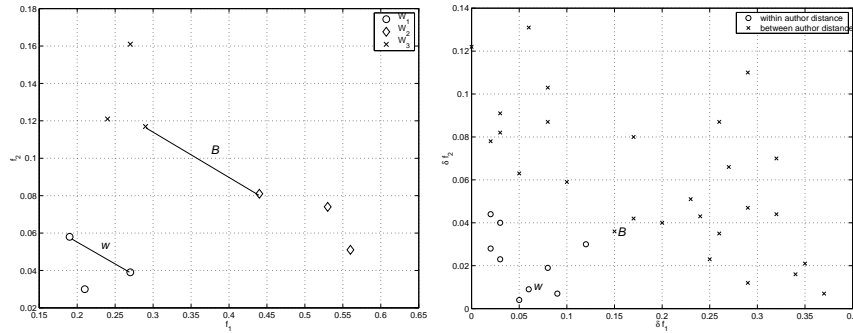 0.18
0.16
0.14
0.12
0.1
0.08
0.06
0.04
0.02
0.15 0.2 0.25 0.3 0.35 0.4 0.45 0.5 0.55 0.6 0.65
f2
f1
W1
W2
W3
B
w
0.14
0.12
0.1
0.08
0.06
0.04
0.02
0
0 0.05 0.1 0.15 0.2 0.25 0.3 0.35 0.4
δ f2
δ f1
within author distance
between author distance
B
w